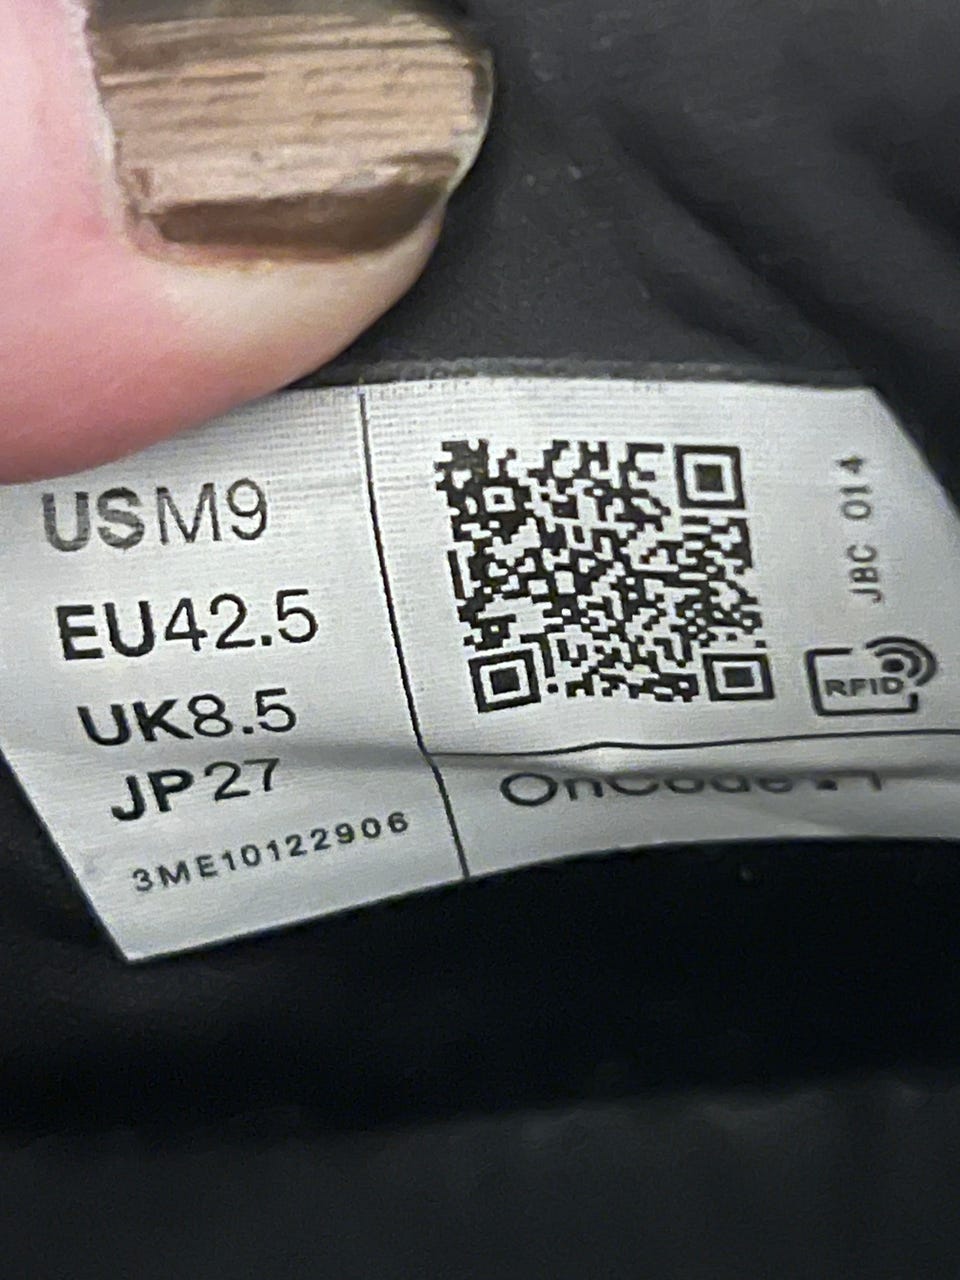 USM9
EU42.5
UK8.5
JP27
3ME10122906
JBC 014
RFID